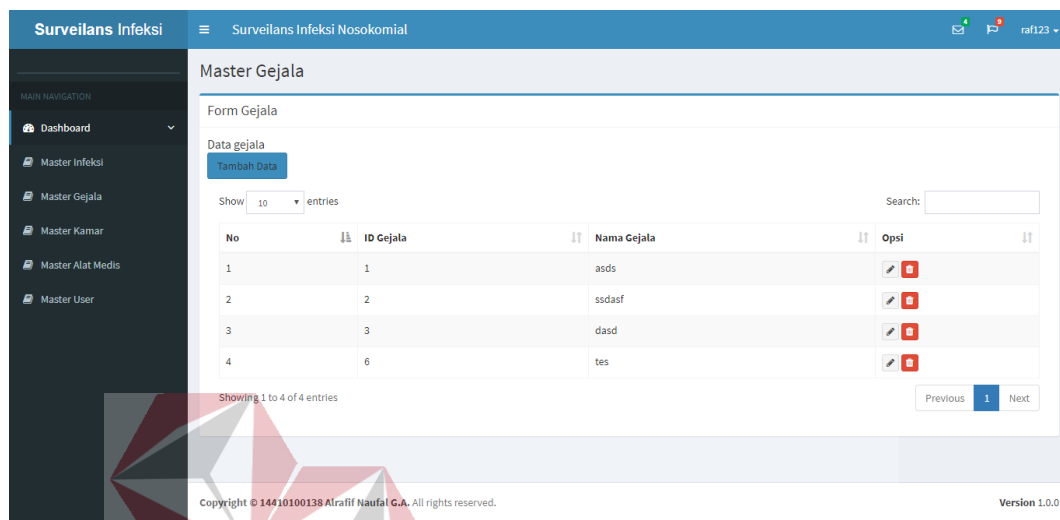 Surveilans Infeksi
Surveilans Infeksi Nosokomial
4
9
raf123
Master Gejala
MAIN NAVIGATION
Dashboard
Master Infeksi
Master Gejala
Master Kamar
Master Alat Medis
Master User
Form Gejala
Data gejala
Tambah Data
Show 10 entries
Search:
No ID Gejala Nama Gejala Opsi
1 1 asds
2 2 ssdasf
3 3 dasd
4 6 tes
Showing 1 to 4 of 4 entries
Previous 1 Next
Copyright © 14410100138 Alrafif Naufal G.A. All rights reserved.
Version 1.0.0